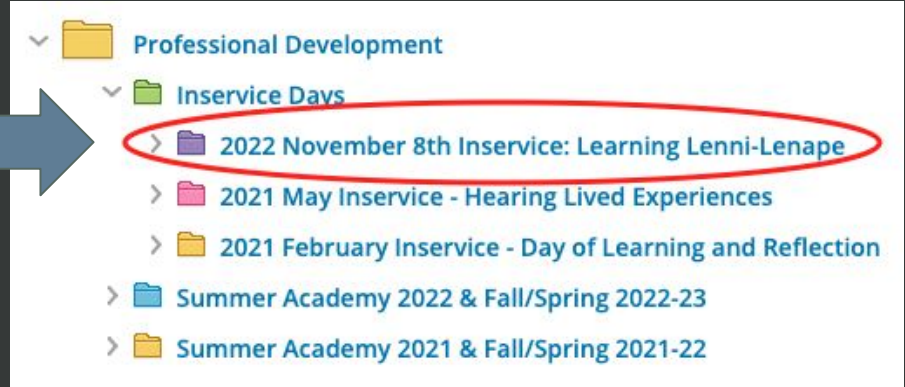 Professional Development
Inservice Days
2022 November 8th Inservice: Learning Lenni-Lenape
2021 May Inservice - Hearing Lived Experiences
2021 February Inservice - Day of Learning and Reflection
Summer Academy 2022 & Fall/Spring 2022-23
Summer Academy 2021 & Fall/Spring 2021-22